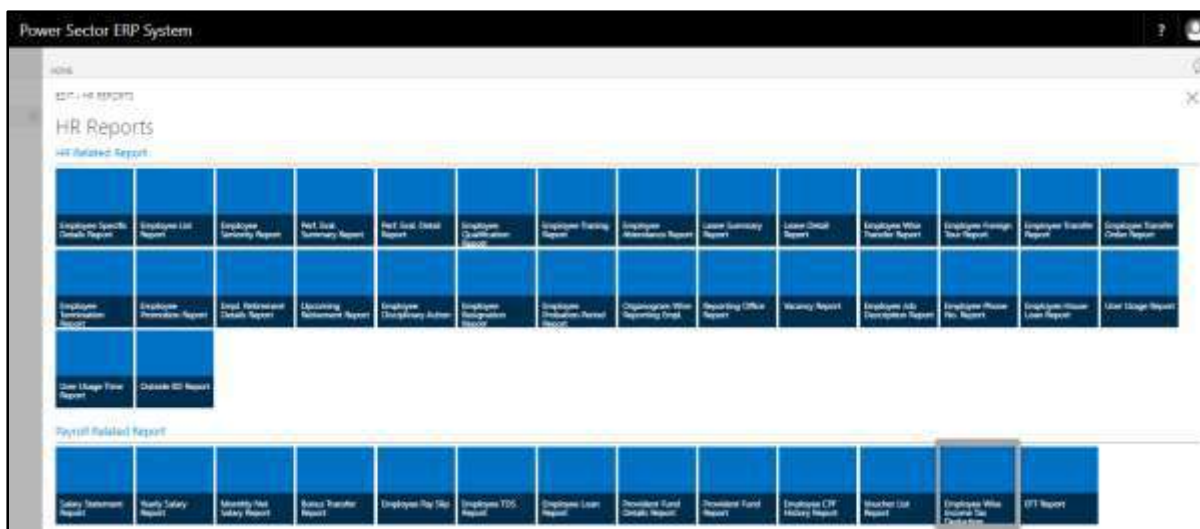 Power Sector ERP System
?
HOME
EDIT - HR REPORTS
HR Reports
HR Related Report
Employee Specific Details Report
Employee List Report
Employee Seniority Report
Perf. Eval. Summary Report
Perf. Eval. Detail Report
Employee Qualification Report
Employee Training Report
Employee Attendance Report
Leave Summary Report
Leave Detail Report
Employee Wise Transfer Report
Employee Foreign Tour Report
Employee Transfer Report
Employee Transfer Order Report
Employee Termination Report
Employee Promotion Report
Empl. Retirement Details Report
Upcoming Retirement Report
Employee Disciplinary Action
Employee Resignation Report
Employee Probation Period Report
Organogram Wise Reporting Empl.
Reporting Office Report
Vacancy Report
Employee Job Description Report
Employee Phone No. Report
Employee House Loan Report
User Usage Report
User Usage Time Report
Outside BD Report
Payroll Related Report
Salary Statement Report
Yearly Salary Report
Monthly Net Salary Report
Bonus Transfer Report
Employee Pay Slip
Employee TDS Report
Employee Loan Report
Provident Fund Details Report
Provident Fund Report
Employee CPF History Report
Voucher List Report
Employee Wise Income Tax Deduction
Report